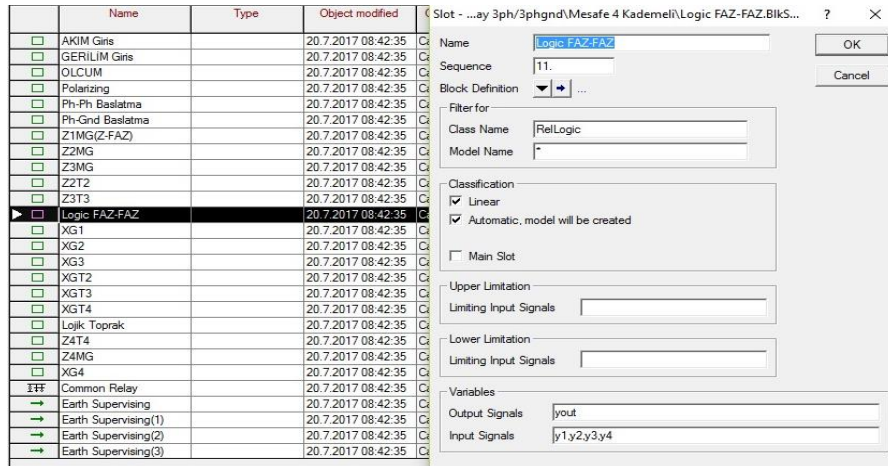 Name Type Object modified
AKIM Giris 20.7.2017 08:42:35
GERİLİM Giris 20.7.2017 08:42:35
OLCUM 20.7.2017 08:42:35
Polarizing 20.7.2017 08:42:35
Ph-Ph Baslatma 20.7.2017 08:42:35
Ph-Gnd Baslatma 20.7.2017 08:42:35
Z1MG(Z-FAZ) 20.7.2017 08:42:35
Z2MG 20.7.2017 08:42:35
Z3MG 20.7.2017 08:42:35
Z2T2 20.7.2017 08:42:35
Z3T3 20.7.2017 08:42:35
Logic FAZ-FAZ 20.7.2017 08:42:35
XG1 20.7.2017 08:42:35
XG2 20.7.2017 08:42:35
XG3 20.7.2017 08:42:35
XGT2 20.7.2017 08:42:35
XGT3 20.7.2017 08:42:35
XGT4 20.7.2017 08:42:35
Lojik Toprak 20.7.2017 08:42:35
Z4T4 20.7.2017 08:42:35
Z4MG 20.7.2017 08:42:35
XG4 20.7.2017 08:42:35
Common Relay 20.7.2017 08:42:35
Earth Supervising 20.7.2017 08:42:35
Earth Supervising(1) 20.7.2017 08:42:35
Earth Supervising(2) 20.7.2017 08:42:35
Earth Supervising(3) 20.7.2017 08:42:35
Slot - ...ay 3ph/3phgnd\Mesafe 4 Kademeli\Logic FAZ-FAZ.BlkS... ? ×
Name Logic FAZ-FAZ OK
Sequence 11. Cancel
Block Definition ...
Filter for
Class Name RelLogic
Model Name *
Classification
Linear
Automatic, model will be created
Main Slot
Upper Limitation
Limiting Input Signals
Lower Limitation
Limiting Input Signals
Variables
Output Signals yout
Input Signals y1,y2,y3,y4